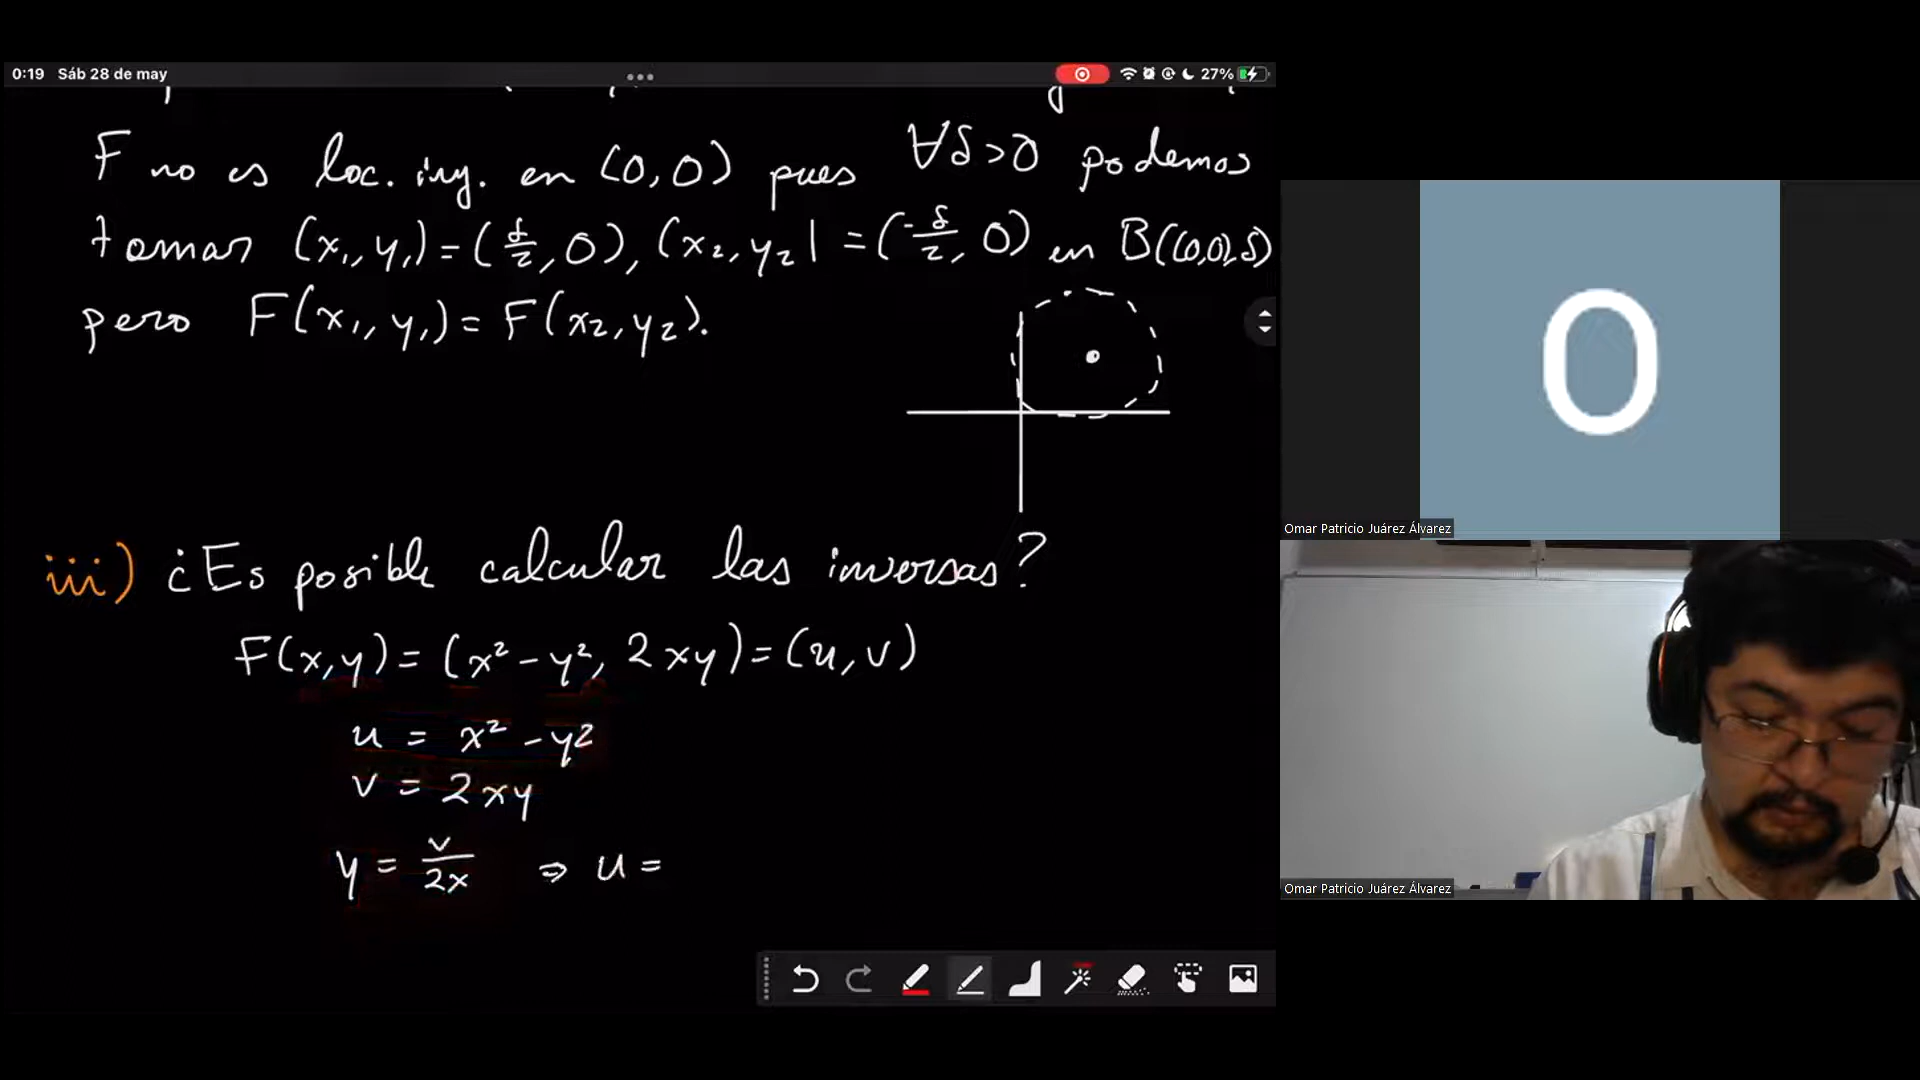 0:19 Sáb 28 de may
27%
F no es loc. iny. en (0,0) pues ∀δ>0 podemos
tomar (x₁,y₁)=(δ/2,0), (x₂,y₂)=(-δ/2,0) en B((0,0),δ)
pero F(x₁,y₁)=F(x₂,y₂).
iii) ¿Es posible calcular las inversas?
F(x,y)=(x²-y², 2xy)=(u,v)
u = x²-y²
v = 2xy
y = v/2x ⇒ u =
O
Omar Patricio Juárez Álvarez
Omar Patricio Juárez Álvarez